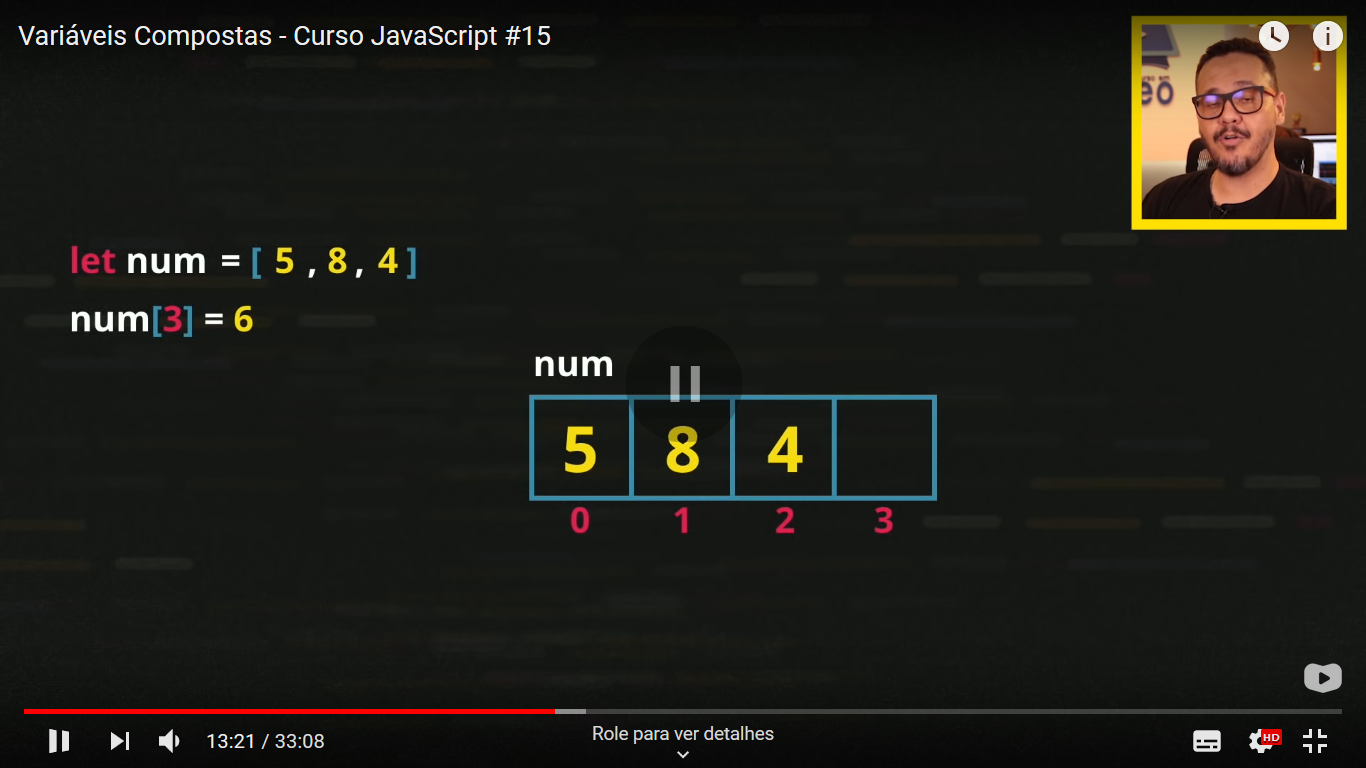 Variáveis Compostas - Curso JavaScript #15
let num = [ 5 , 8 , 4 ]
num[3] = 6
num
5 8 4
0 1 2 3
Role para ver detalhes
13:21 / 33:08
HD